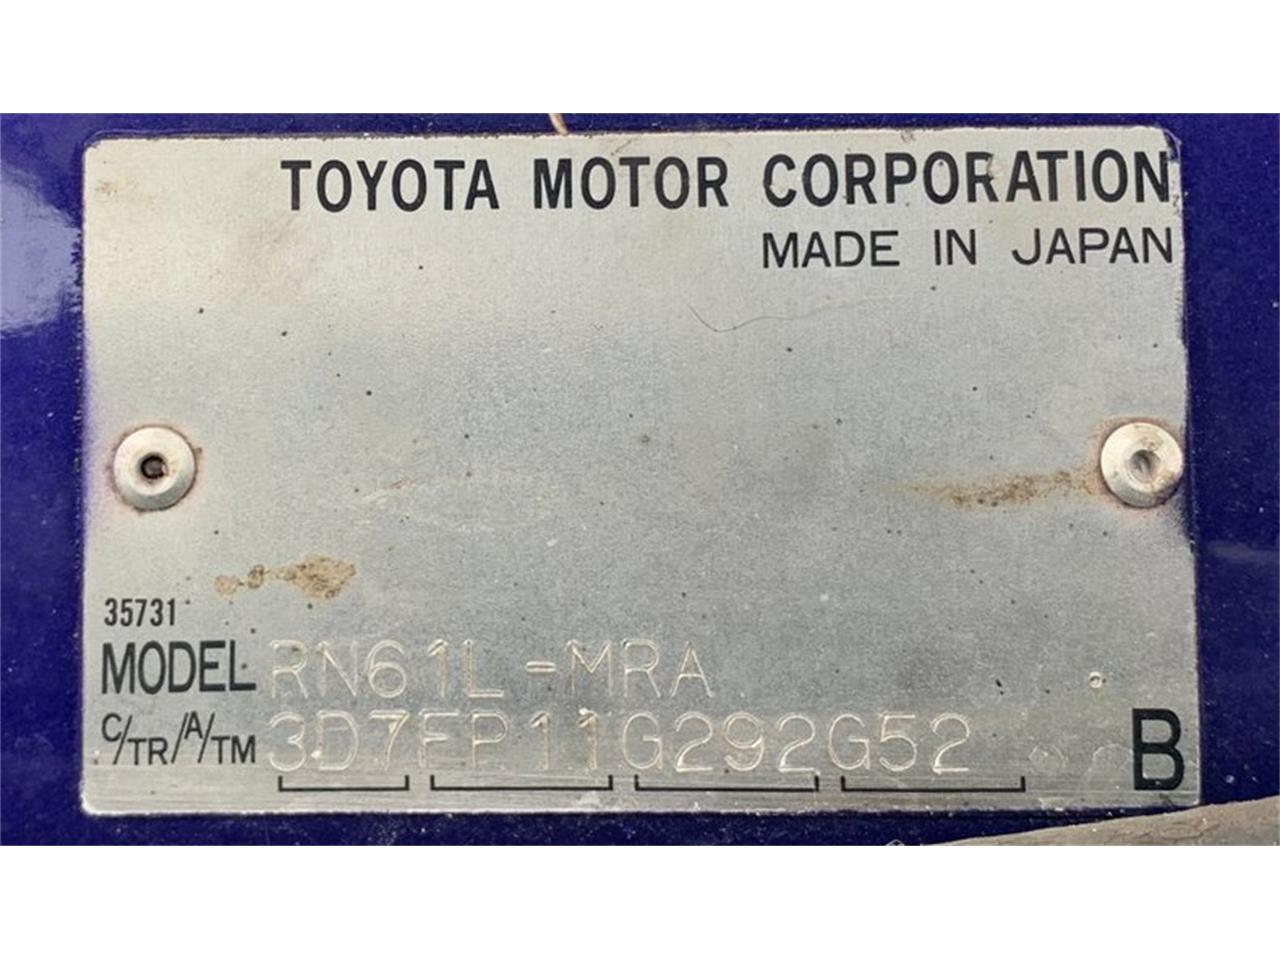 TOYOTA MOTOR CORPORATION
MADE IN JAPAN
35731
MODEL RN61L-MRA
C/TR/A/TM 3D7FP11G292G52
B